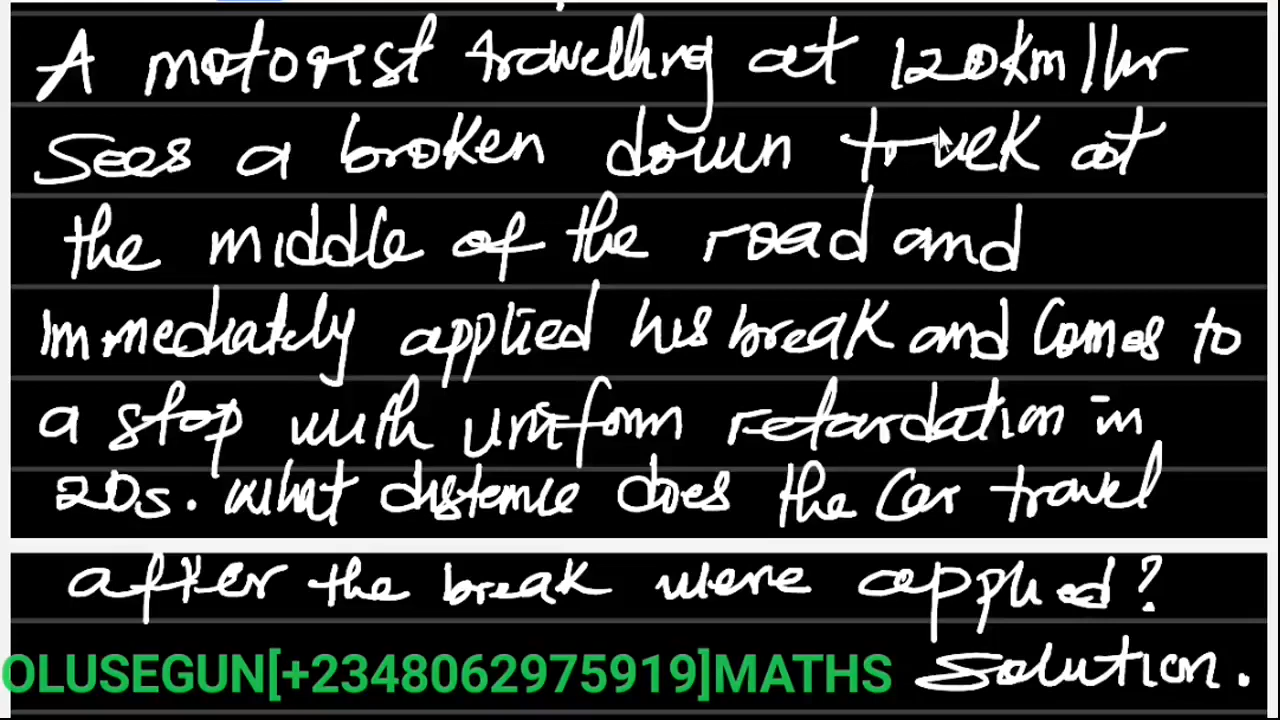 A motorist travelling at 120km/hr
Sees a broken down truck at
the middle of the road and
immediately applied his break and comes to
a stop with uniform retardation in
20s. what distance does the car travel
after the break were applied?
OLUSEGUN[+2348062975919]MATHS
Solution.